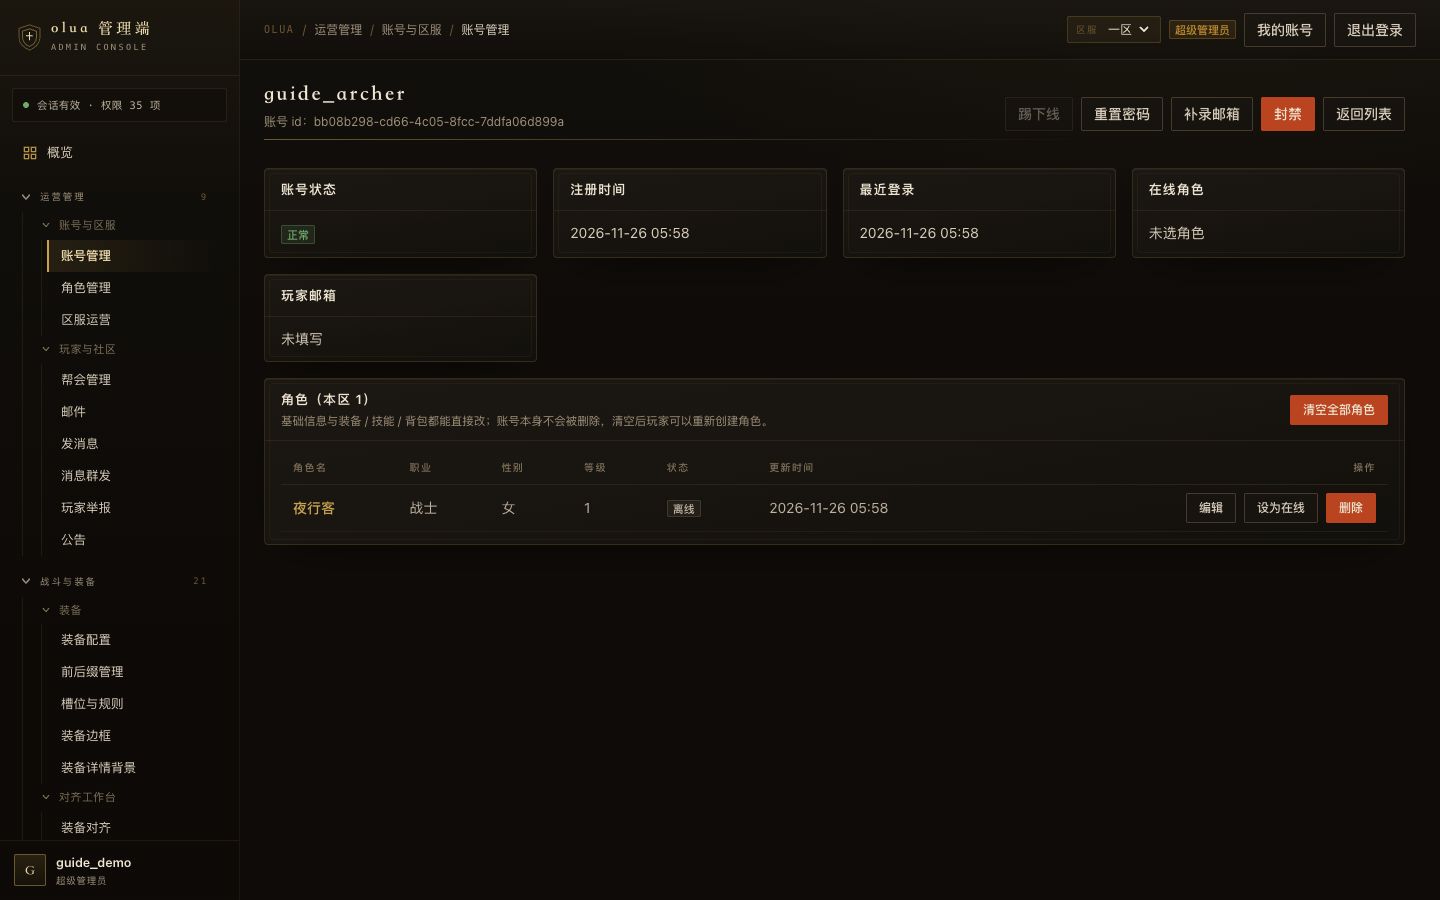 olua 管理端
ADMIN CONSOLE
会话有效 · 权限 35 项
概览
运营管理 9
账号与区服
账号管理
角色管理
区服运营
玩家与社区
帮会管理
邮件
发消息
消息群发
玩家举报
公告
战斗与装备 21
装备
装备配置
前后缀管理
槽位与规则
装备边框
装备详情背景
对齐工作台
装备对齐
G
guide_demo
超级管理员
OLUA / 运营管理 / 账号与区服 / 账号管理
区服 一区 超级管理员 我的账号 退出登录
guide_archer
账号 id：bb08b298-cd66-4c05-8fcc-7ddfa06d899a
踢下线 重置密码 补录邮箱 封禁 返回列表
账号状态
正常
注册时间
2026-11-26 05:58
最近登录
2026-11-26 05:58
在线角色
未选角色
玩家邮箱
未填写
角色（本区 1）
基础信息与装备 / 技能 / 背包都能直接改；账号本身不会被删除，清空后玩家可以重新创建角色。
清空全部角色
角色名 职业 性别 等级 状态 更新时间 操作
夜行客 战士 女 1 离线 2026-11-26 05:58 编辑 设为在线 删除